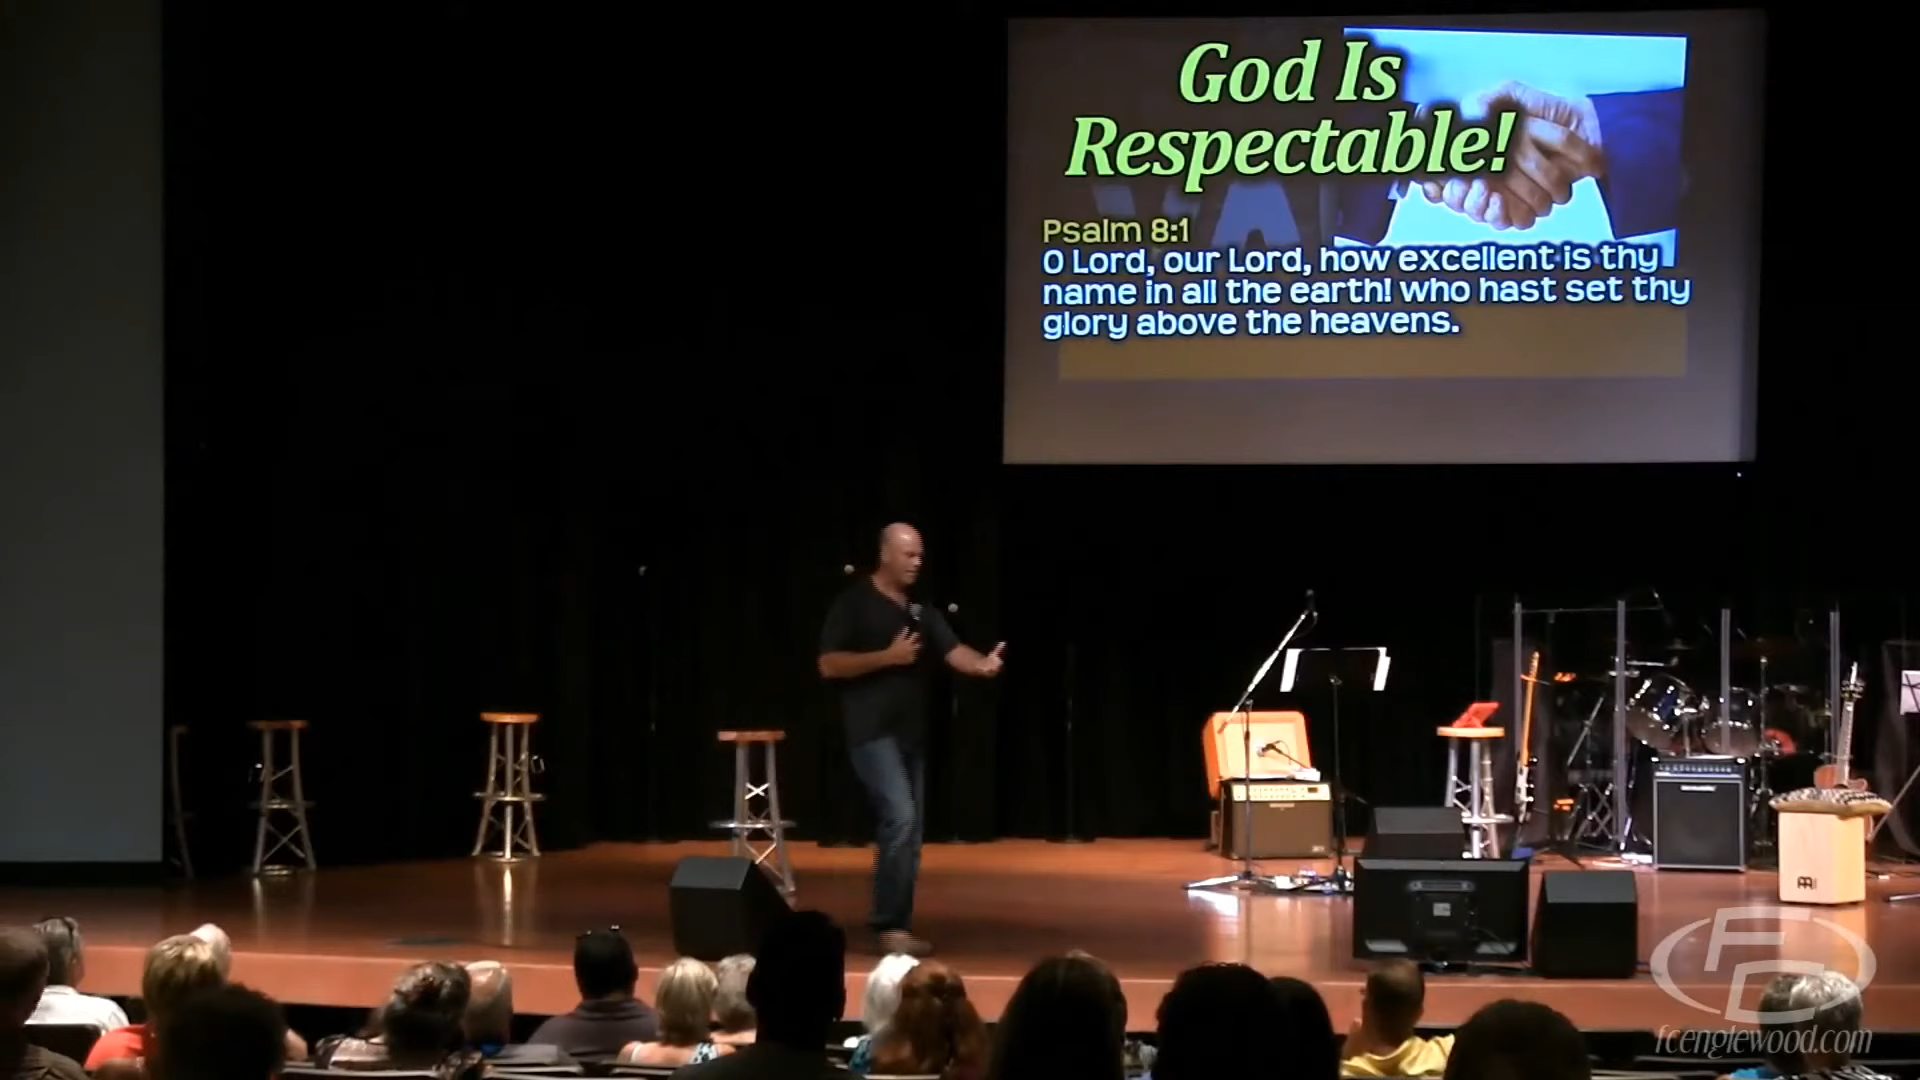 God Is
Respectable!
Psalm 8:1
O Lord, our Lord, how excellent is thy
name in all the earth! who hast set thy
glory above the heavens.
FC
fcenglewood.com